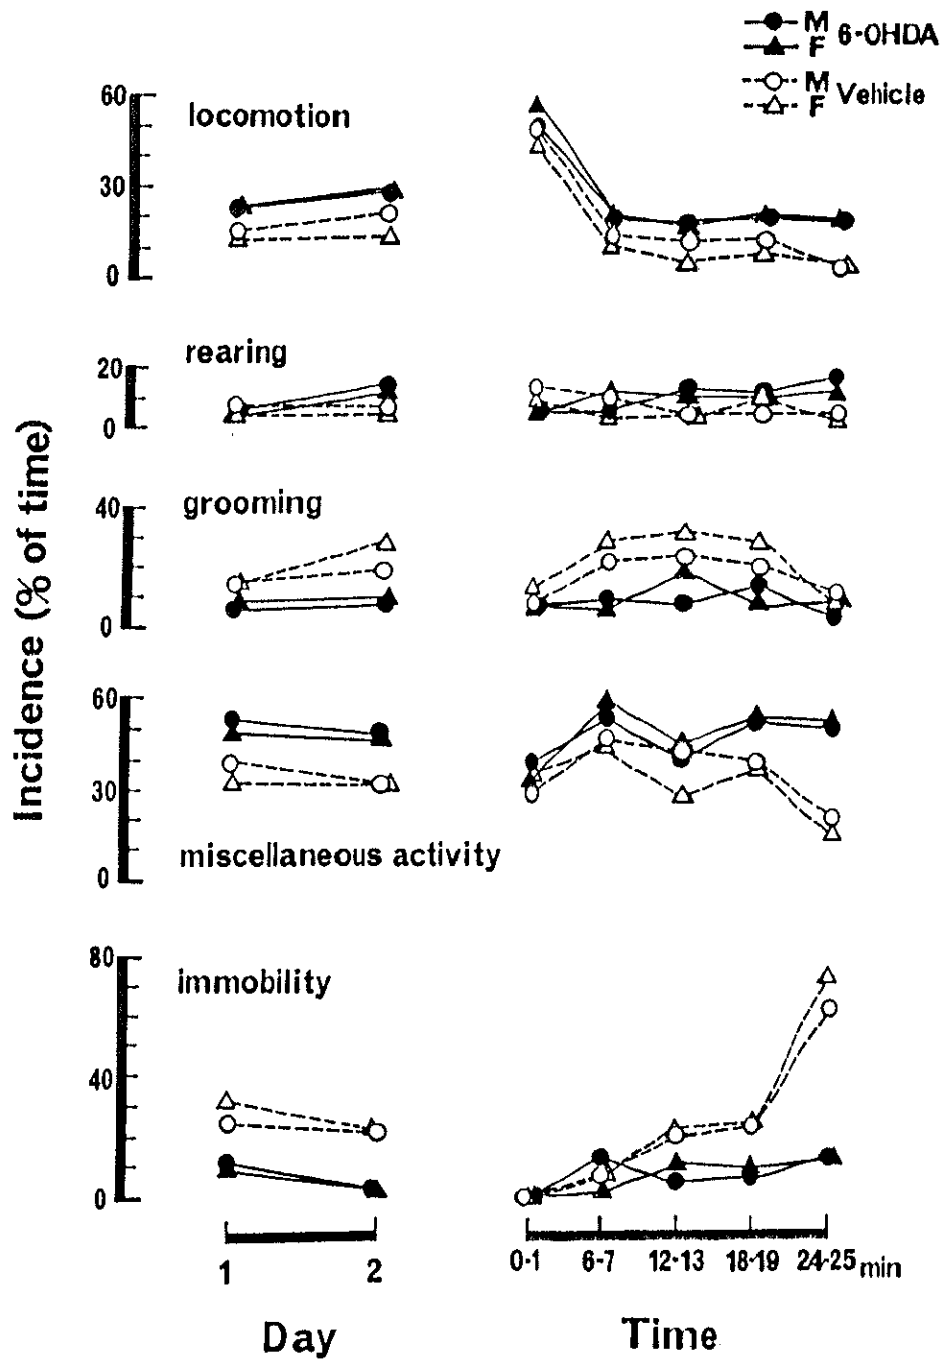 M 6-OHDA
F
M Vehicle
F
60
locomotion
30
0
rearing
20
0
grooming
40
20
0
60
30
miscellaneous activity
0
80
immobility
40
0
Incidence (% of time)
1 2
0-1 6-7 12-13 18-19 24-25 min
Day Time